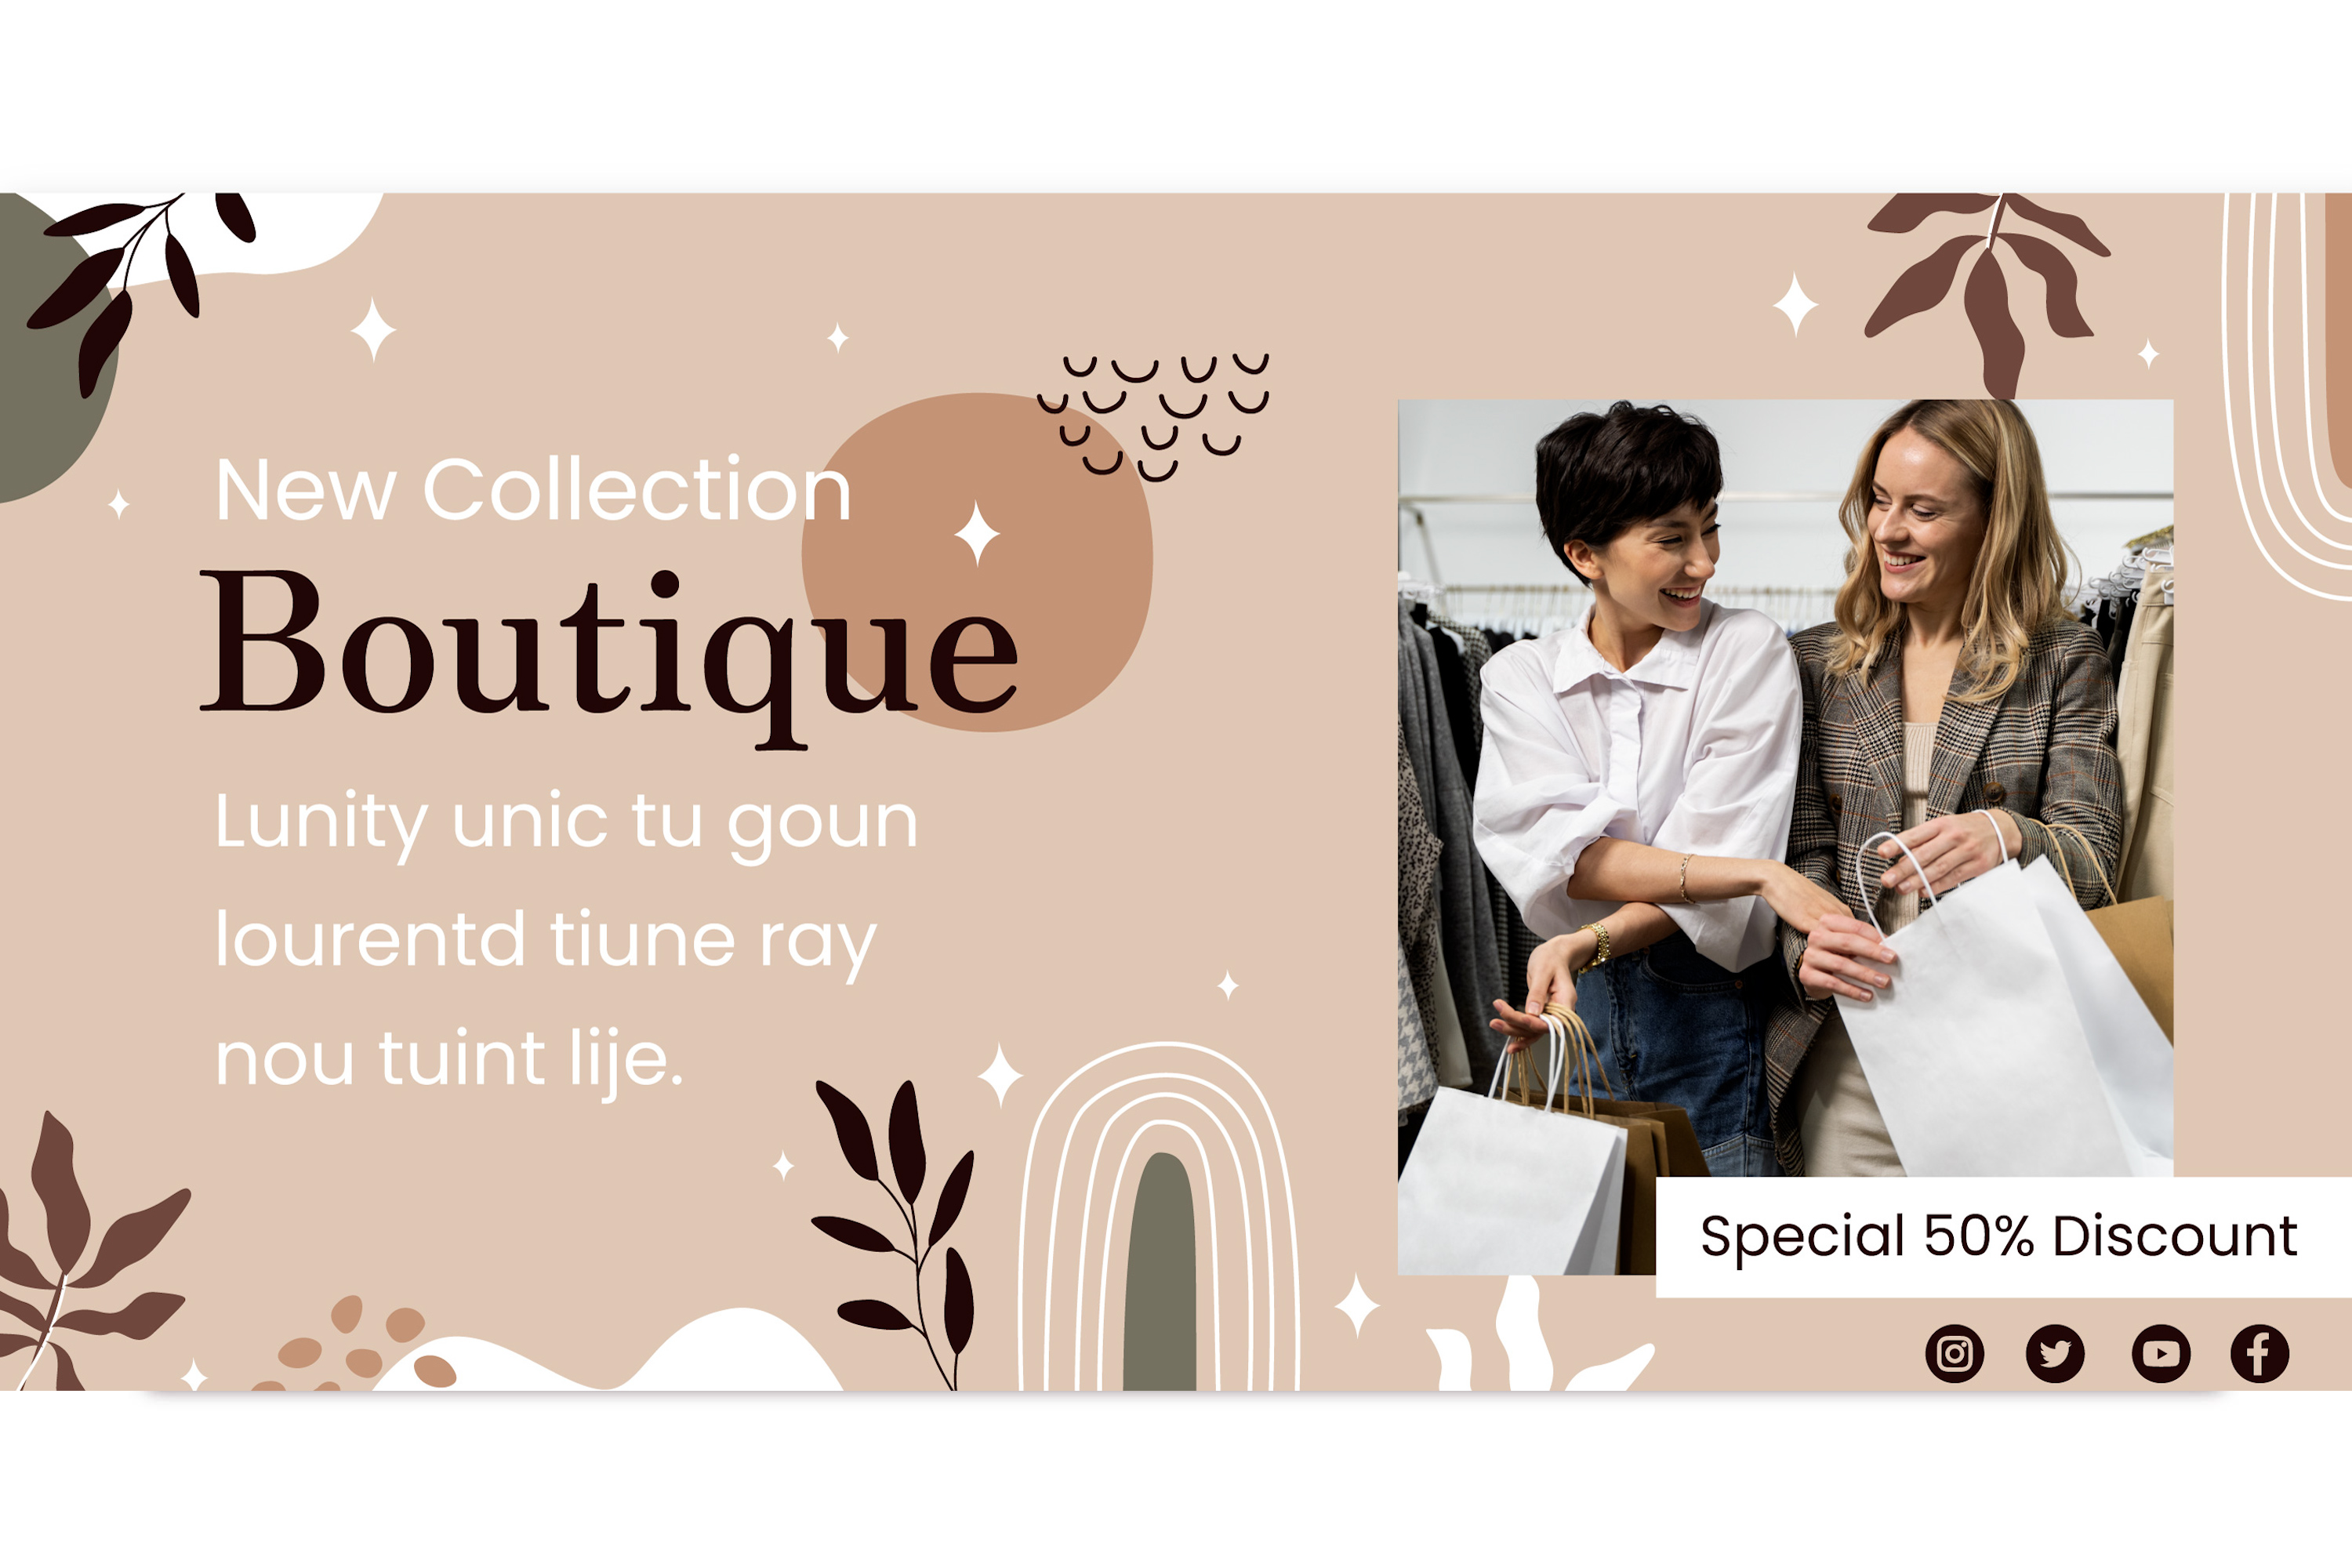 New Collection
Boutique
Lunity unic tu goun
lourentd tiune ray
nou tuint lije.
Special 50% Discount